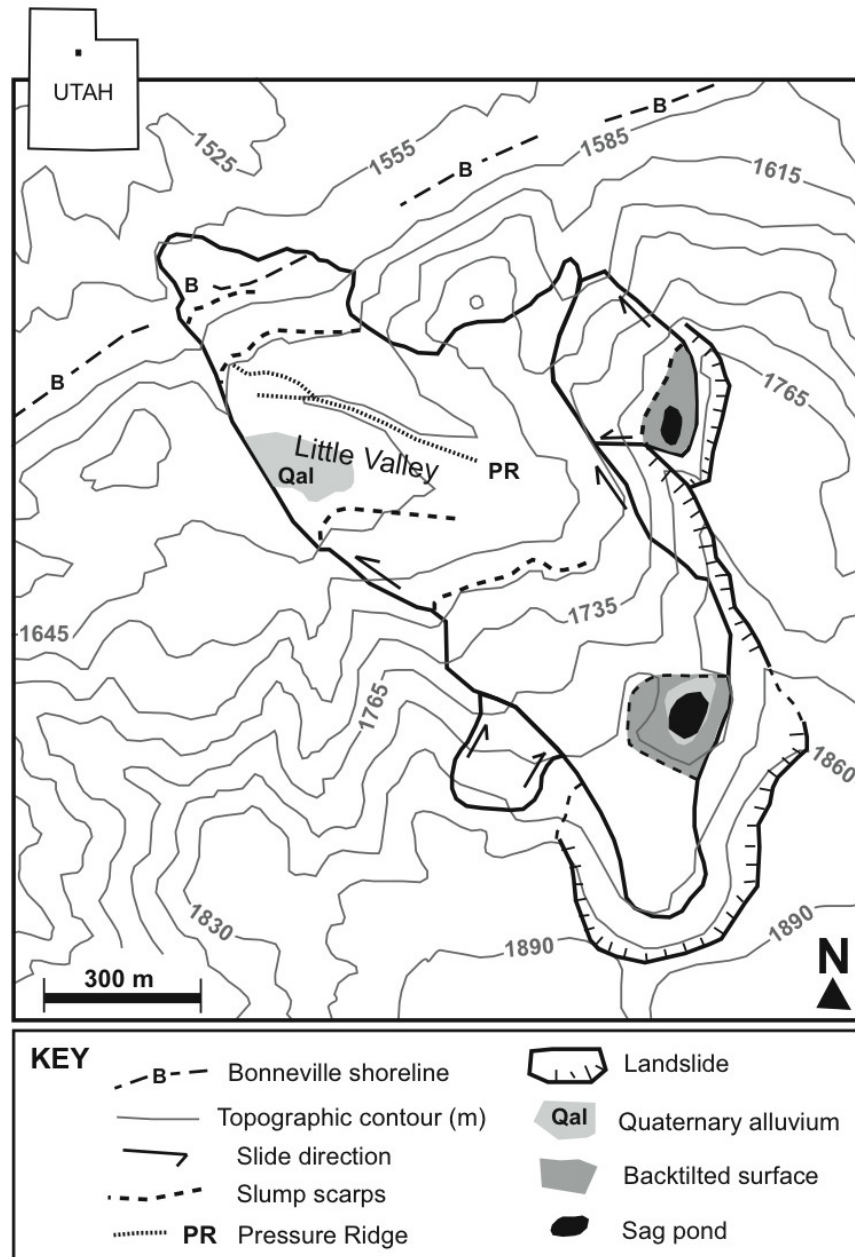 UTAH
B
1585
1555
1525
1615
B
B
B
1765
Little Valley
Qal
PR
1645
1735
1765
1860
1830
1890
1890
300 m
N
KEY
B Bonneville shoreline
Topographic contour (m)
Slide direction
Slump scarps
PR Pressure Ridge
Landslide
Qal Quaternary alluvium
Backtilted surface
Sag pond